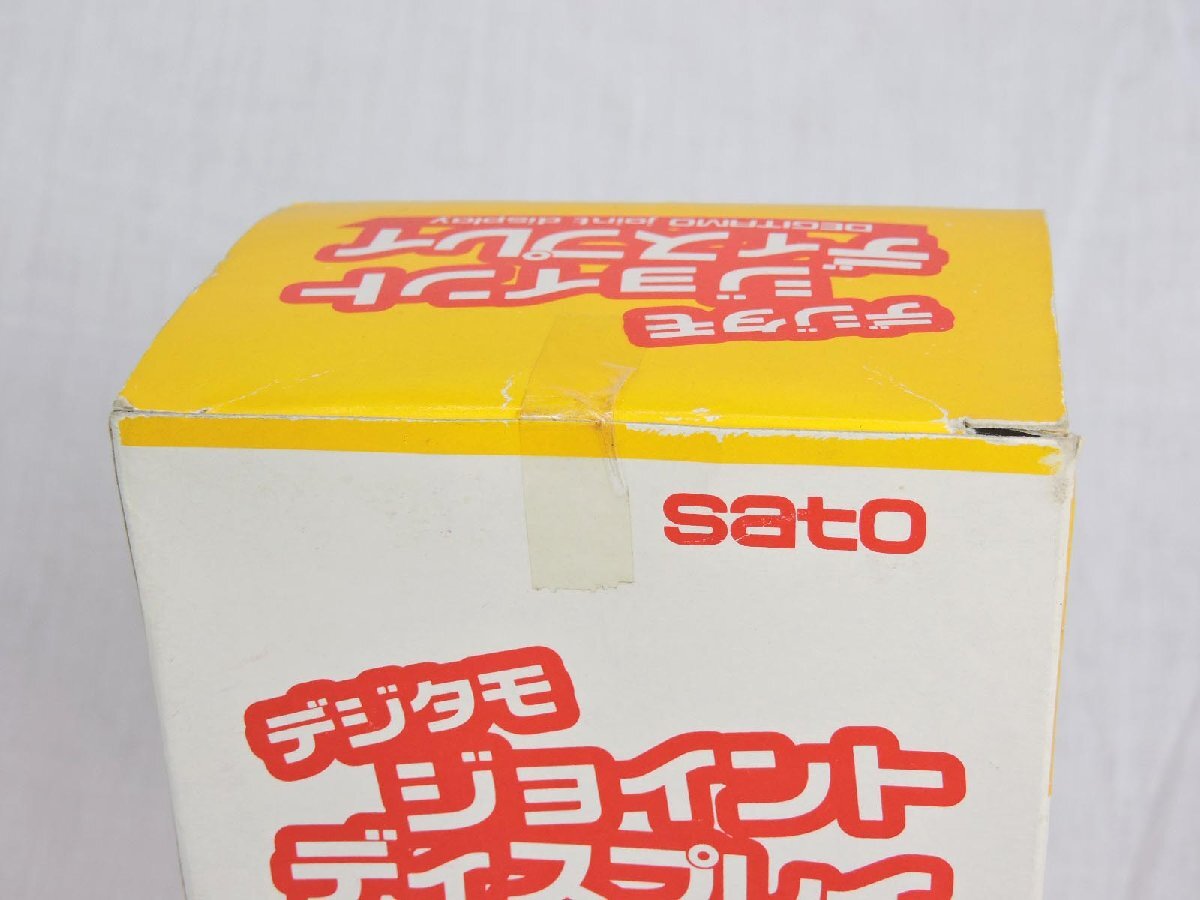 デジタモ
ジョイント
ディスプレイ
DEGITAMO joint display
sato
デジタモ
ジョイント
ディスプレイ